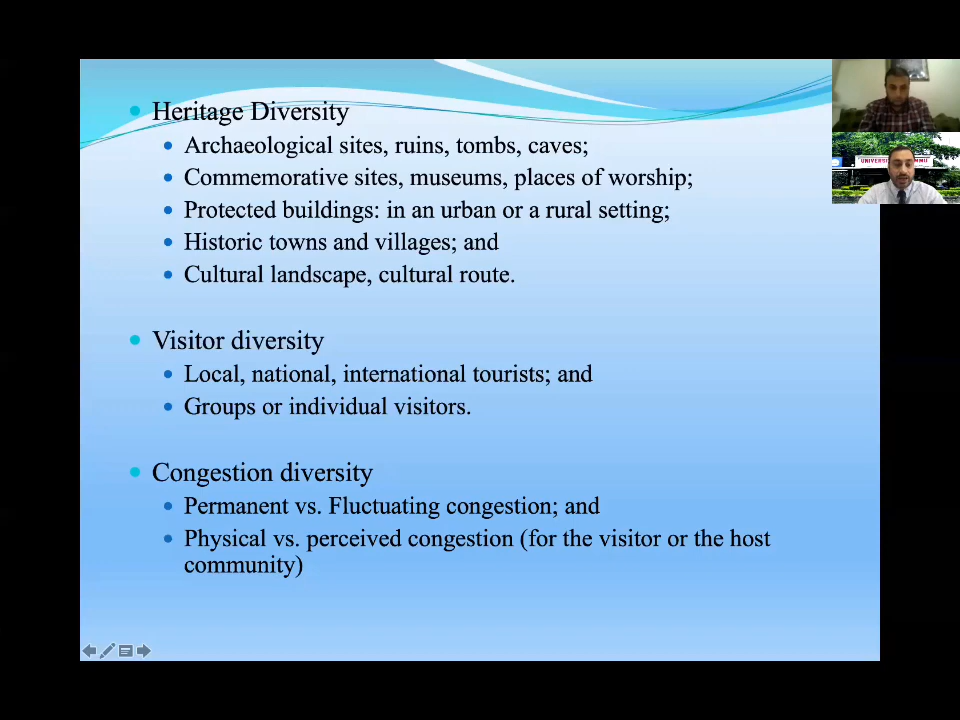 Heritage Diversity
Archaeological sites, ruins, tombs, caves;
Commemorative sites, museums, places of worship;
Protected buildings: in an urban or a rural setting;
Historic towns and villages; and
Cultural landscape, cultural route.
Visitor diversity
Local, national, international tourists; and
Groups or individual visitors.
Congestion diversity
Permanent vs. Fluctuating congestion; and
Physical vs. perceived congestion (for the visitor or the host
community)